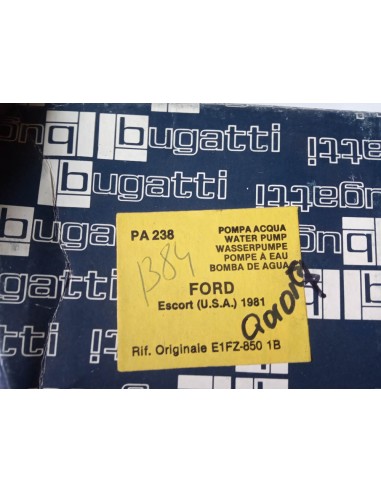 bugatti
bugatti
bugatti
PA 238
POMPA ACQUA
WATER PUMP
WASSERPUMPE
POMPE À EAU
BOMBA DE AGUA
1384
FORD
Escort (U.S.A.) 1981
Rif. Originale E1FZ-850 1B